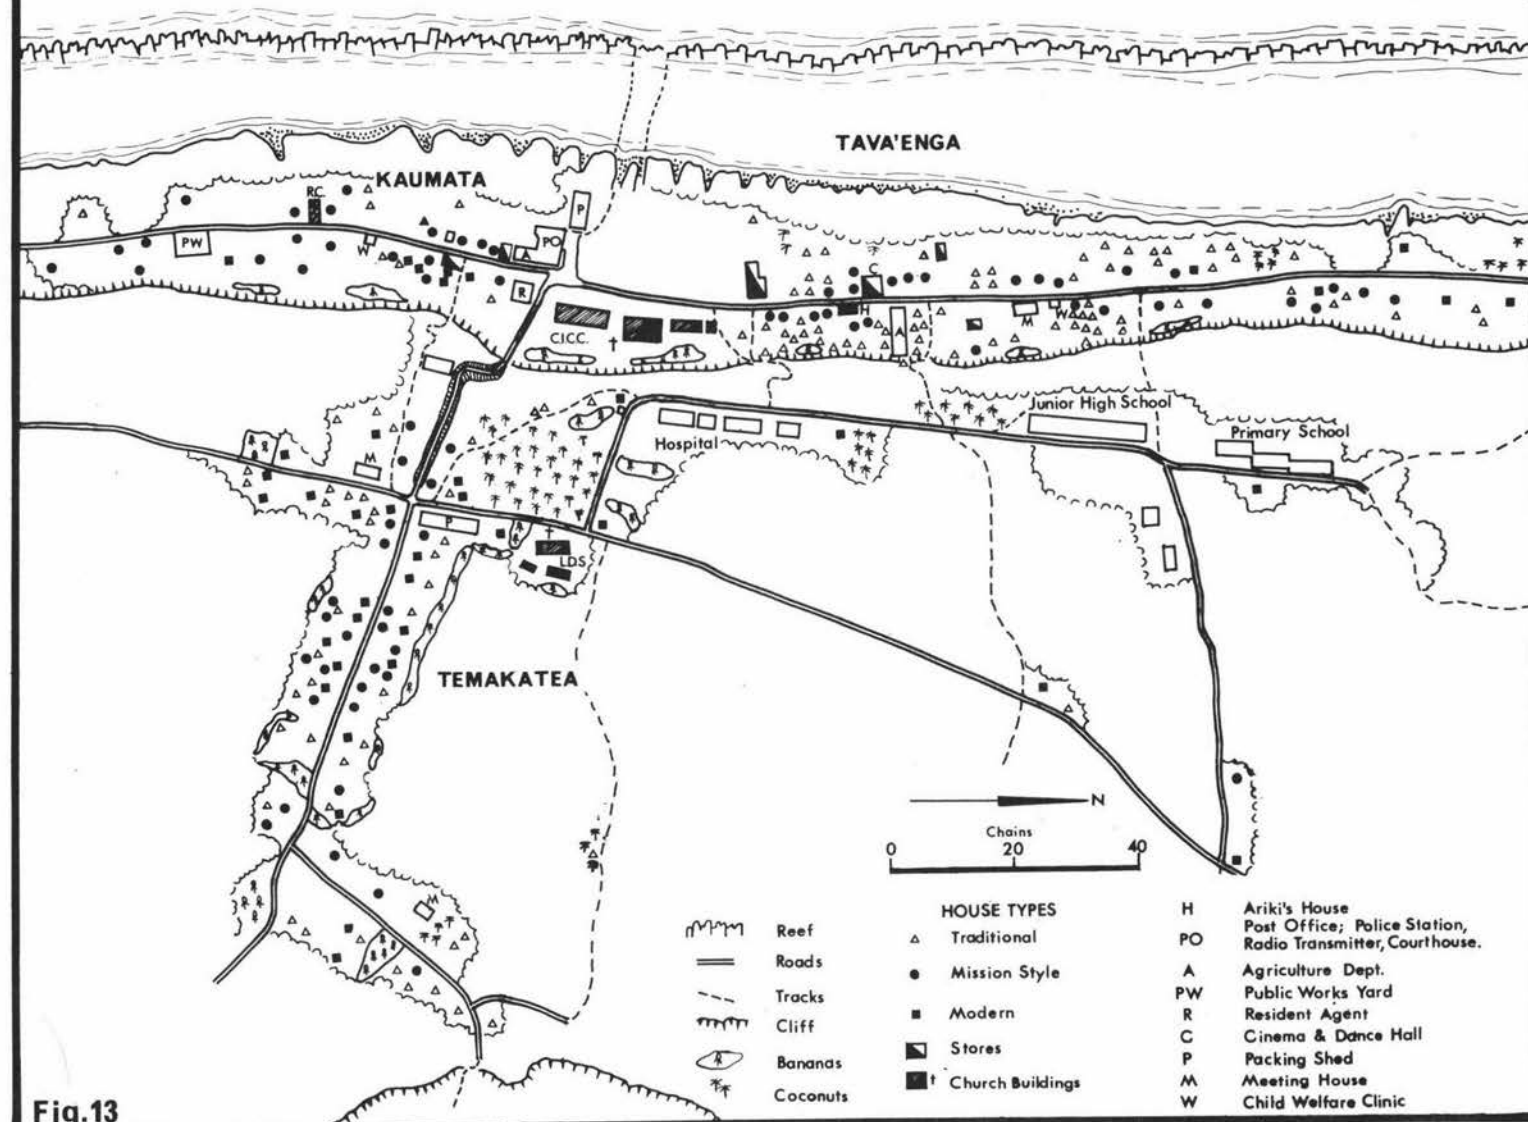 TAVA'ENGA
KAUMATA
RC.
P
PO
PW
W
A
R
C
H
A
M
W
C.I.C.C.
†
Junior High School
Primary School
Hospital
M
P
†
LDS
TEMAKATEA
M
N
Chains
0 20 40
Reef
Roads
Tracks
Cliff
Bananas
Coconuts
HOUSE TYPES
Traditional
Mission Style
Modern
Stores
† Church Buildings
H Ariki's House
PO Post Office; Police Station,
Radio Transmitter, Courthouse.
A Agriculture Dept.
PW Public Works Yard
R Resident Agent
C Cinema & Dance Hall
P Packing Shed
M Meeting House
W Child Welfare Clinic
Fig.13